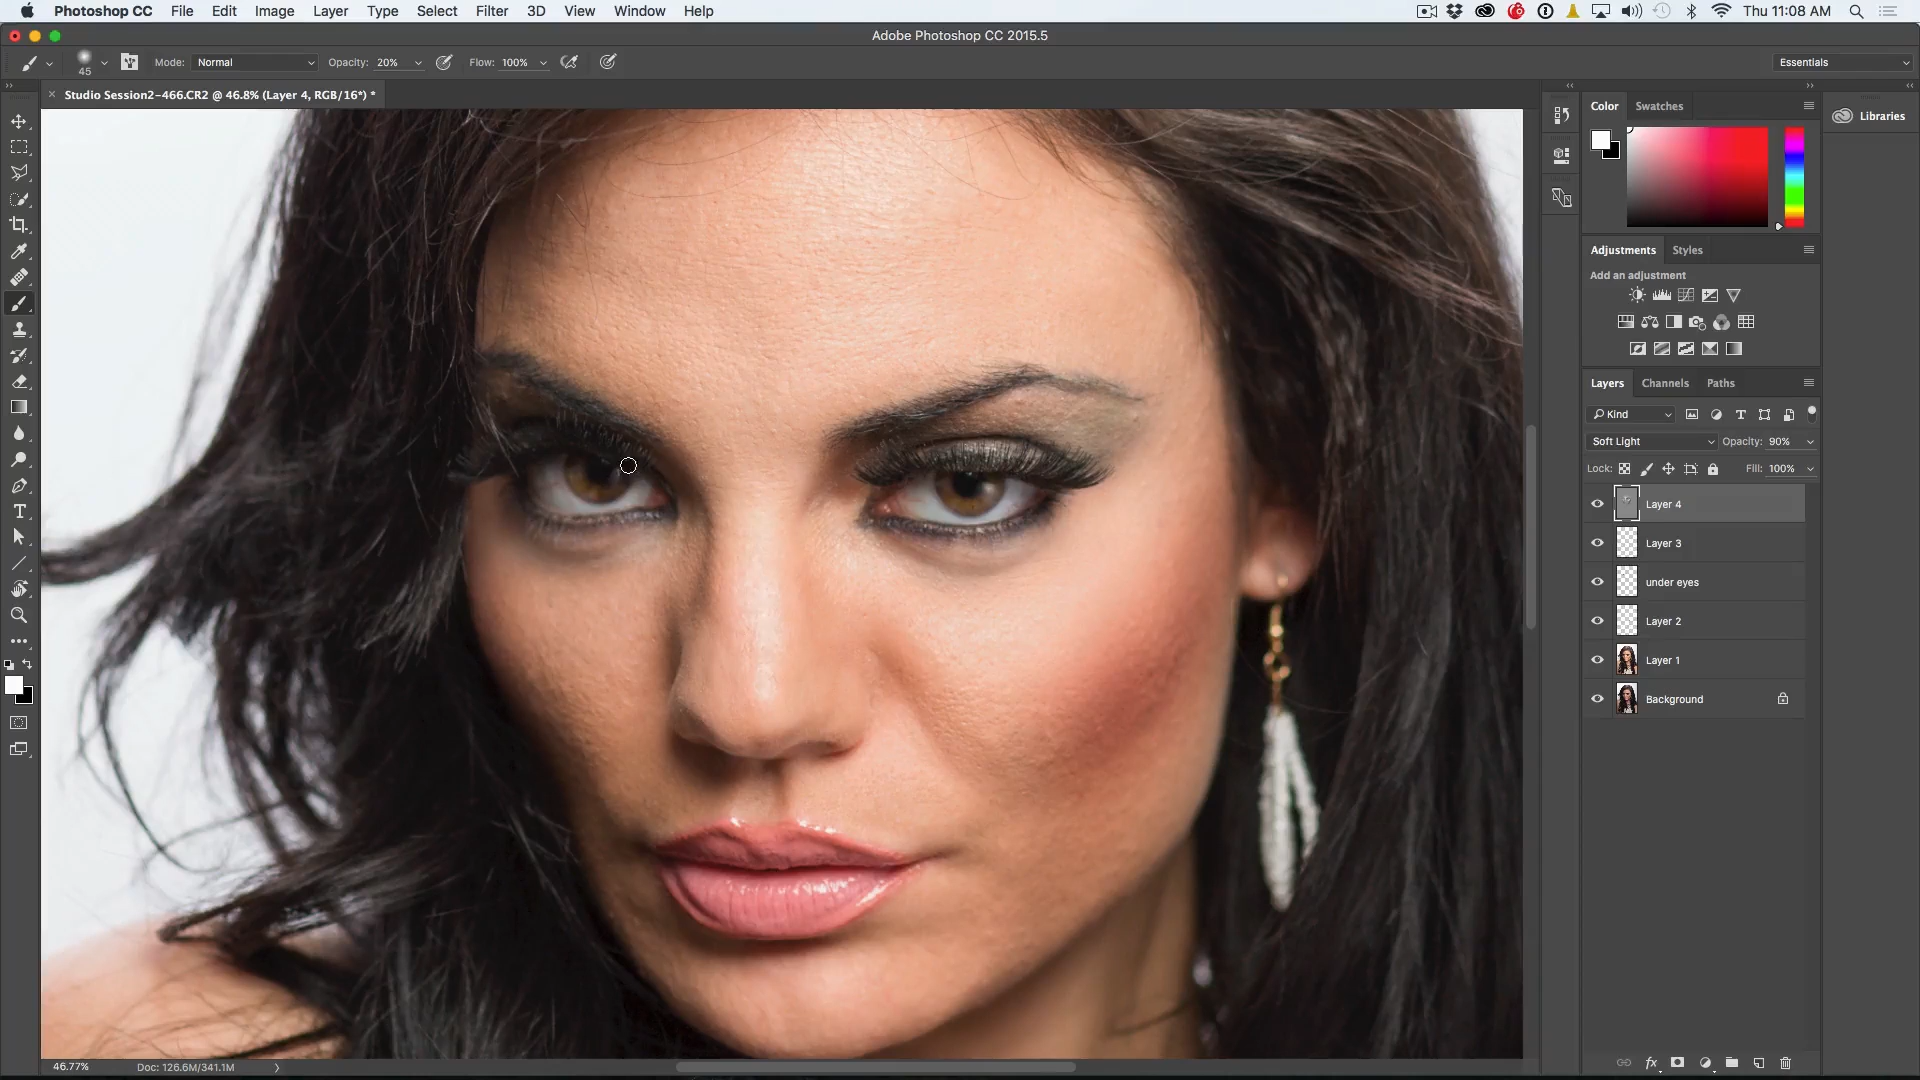 Photoshop CC File Edit Image Layer Type Select Filter 3D View Window Help Thu 11:08 AM
Adobe Photoshop CC 2015.5
45 Mode: Normal Opacity: 20% Flow: 100% Essentials
× Studio Session2-466.CR2 @ 46.8% (Layer 4, RGB/16*) *
Color Swatches
Libraries
Adjustments Styles
Add an adjustment
Layers Channels Paths
Kind
Soft Light Opacity: 90%
Lock: Fill: 100%
Layer 4
Layer 3
under eyes
Layer 2
Layer 1
Background
46.77% Doc: 126.6M/341.1M